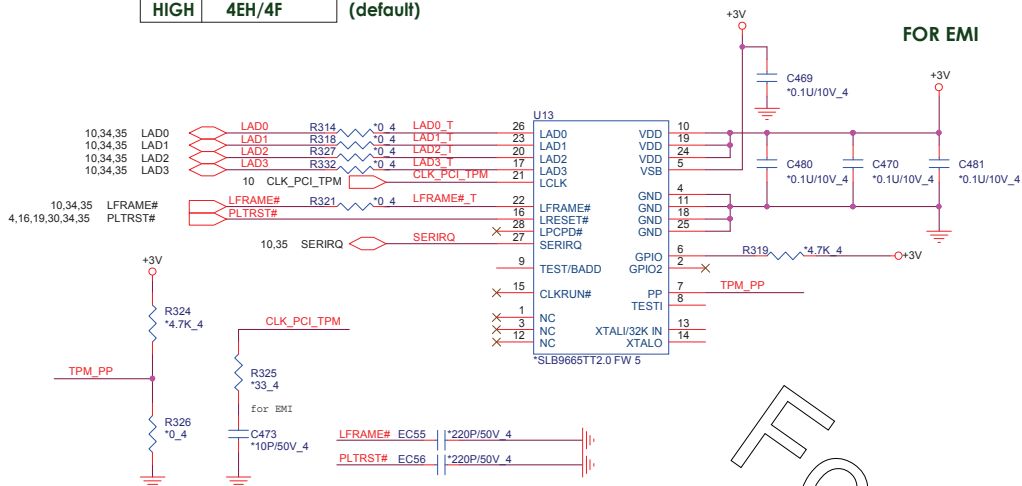 HIGH 4EH/4F (default)
+3V
FOR EMI
C469
*0.1U/10V_4
+3V
U13
10,34,35 LAD0 LAD0 R314 *0_4 LAD0_T 26 LAD0 VDD 10
10,34,35 LAD1 LAD1 R318 *0_4 LAD1_T 23 LAD1 VDD 19
10,34,35 LAD2 LAD2 R327 *0_4 LAD2_T 20 LAD2 VDD 24
10,34,35 LAD3 LAD3 R332 *0_4 LAD3_T 17 LAD3 VSB 5
10 CLK_PCI_TPM CLK_PCI_TPM 21 LCLK
C480 C470 C481
*0.1U/10V_4 *0.1U/10V_4 *0.1U/10V_4
GND 4
10,34,35 LFRAME# LFRAME# R321 *0_4 LFRAME#_T 22 LFRAME# GND 11
4,16,19,30,34,35 PLTRST# PLTRST# 16 LRESET# GND 18
28 LPCPD# GND 25
10,35 SERIRQ SERIRQ 27 SERIRQ
GPIO 6 R319 *4.7K_4 +3V
9 TEST/BADD GPIO2 2
15 CLKRUN# PP 7 TPM_PP
TESTI 8
1 NC
3 NC XTALI/32K IN 13
12 NC XTALO 14
*SLB9665TT2.0 FW 5
+3V
R324
*4.7K_4
CLK_PCI_TPM
TPM_PP
R325
*33_4
for EMI
R326
*0_4
C473
*10P/50V_4
LFRAME# EC55 *220P/50V_4
PLTRST# EC56 *220P/50V_4
Fo